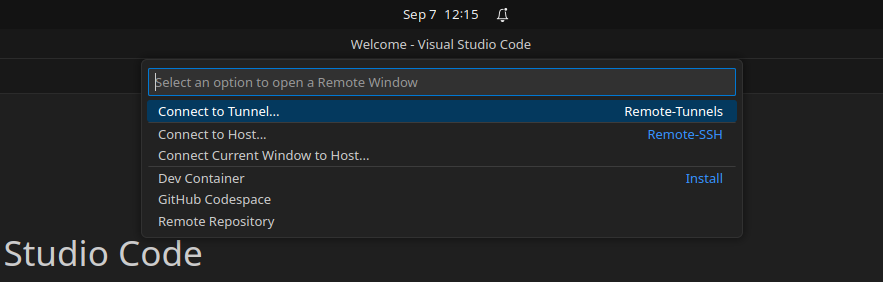 Sep 7 12:15
Welcome - Visual Studio Code
Select an option to open a Remote Window
Connect to Tunnel... Remote-Tunnels
Connect to Host... Remote-SSH
Connect Current Window to Host...
Dev Container Install
GitHub Codespace
Remote Repository
Studio Code